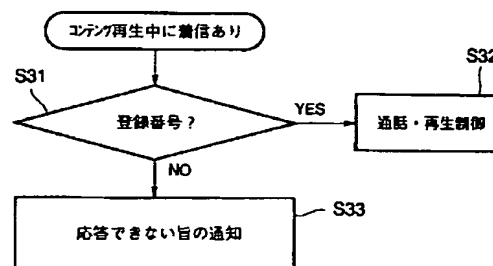 コンテンツ再生中に着信あり
S31
S32
登録番号?
YES
通話・再生制御
NO
S33
応答できない旨の通知